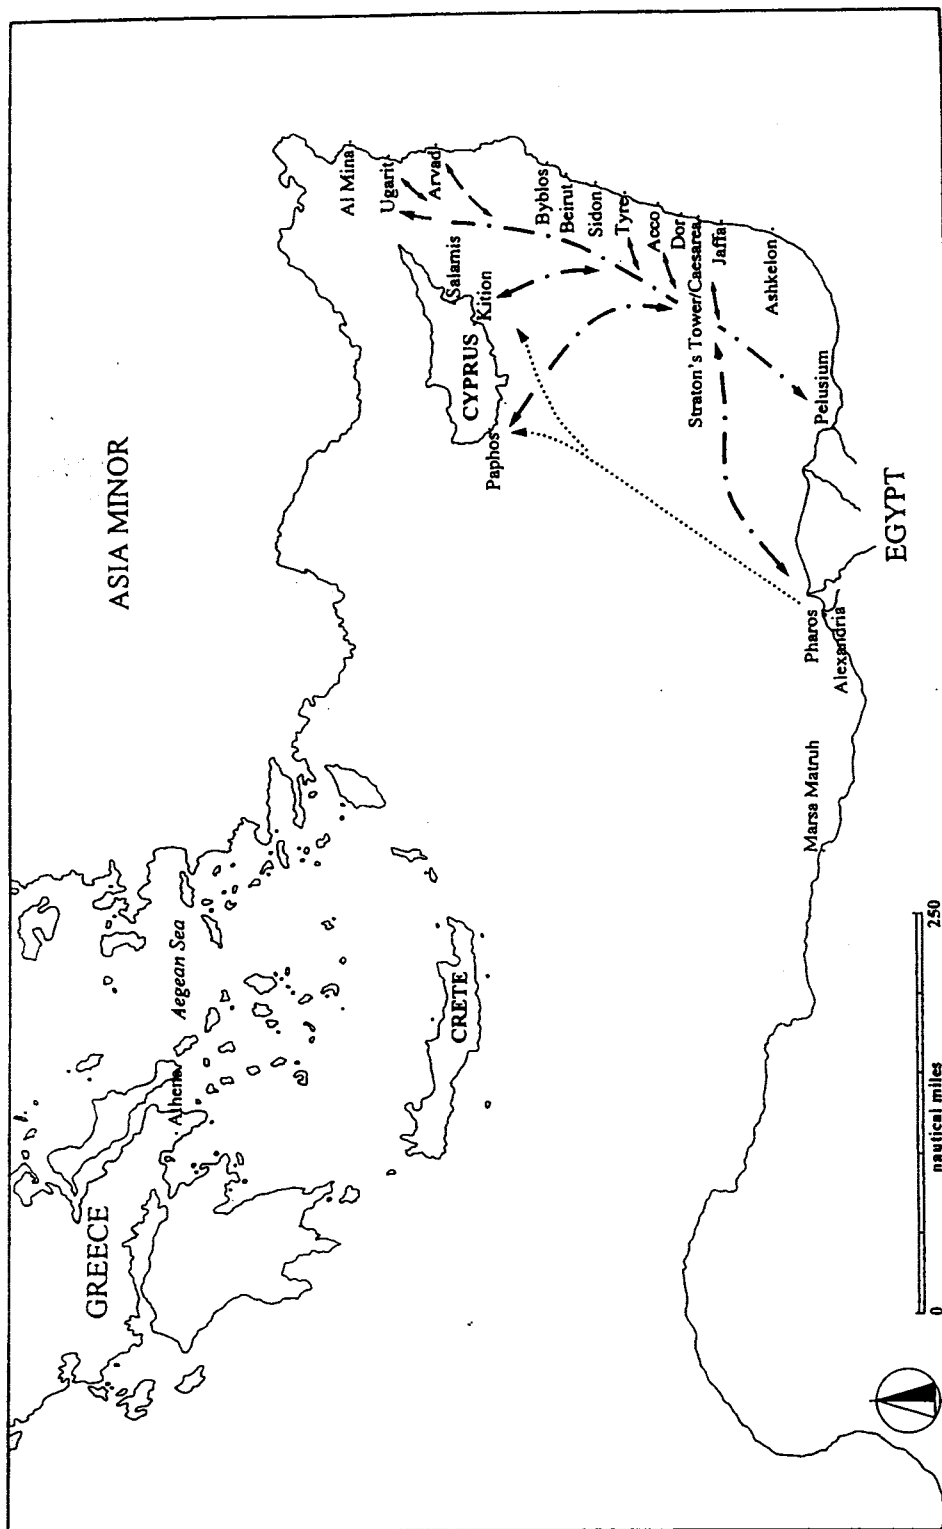 ASIA MINOR
GREECE
Aegean Sea
Athens
CRETE
CYPRUS
Paphos
Salamis
Kition
Al Mina
Ugarit
Arvad
Byblos
Beirut
Sidon
Tyre
Acco
Dor
Straton's Tower/Caesarea
Jaffa
Ashkelon
Pelusium
EGYPT
Pharos
Alexandria
Marsa Matruh
0
250
nautical miles